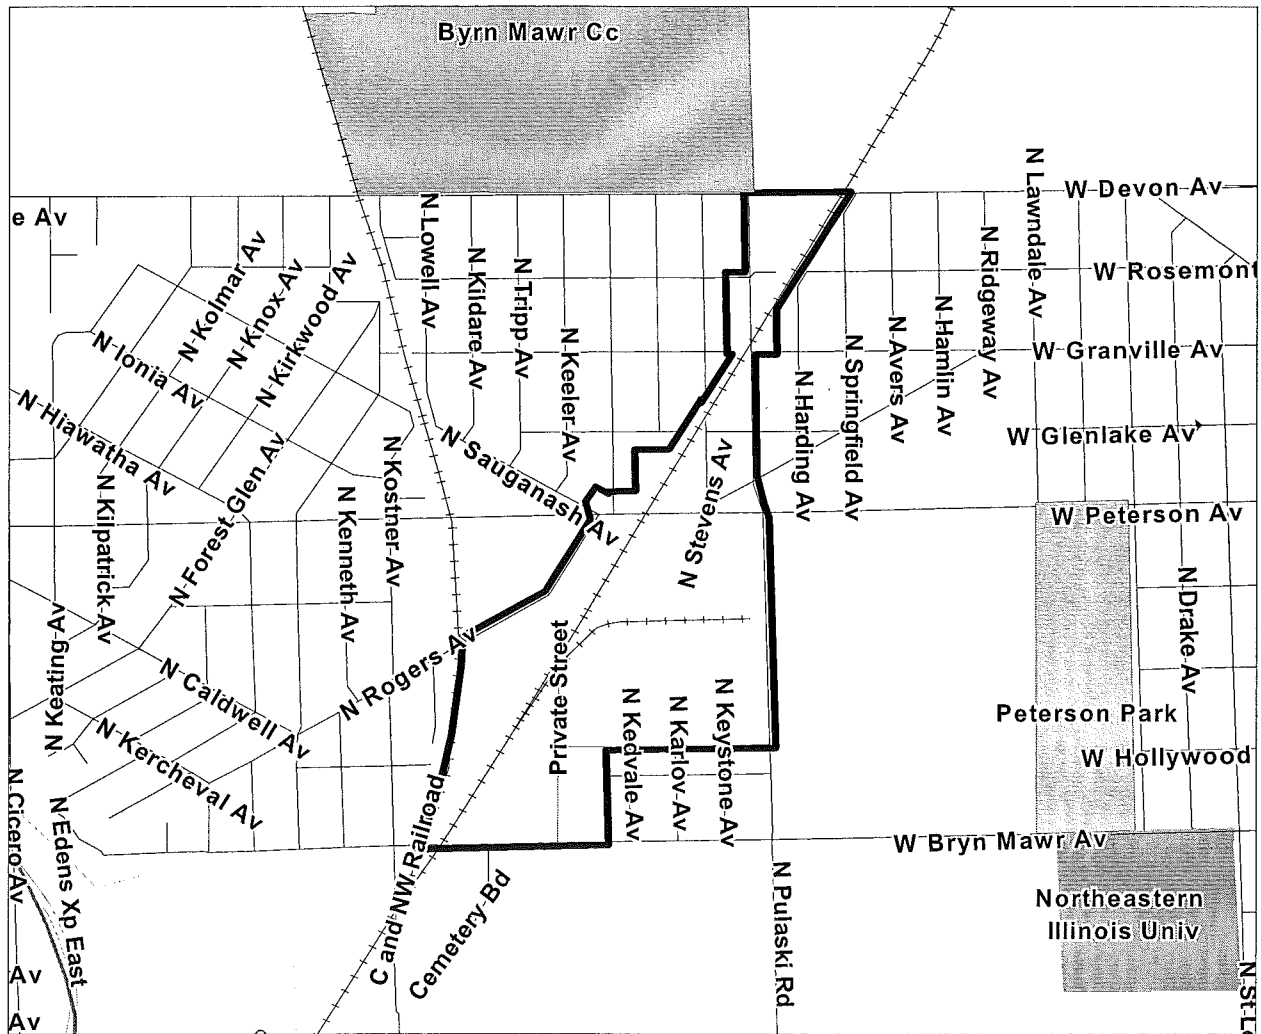 Byrn Mawr Cc
W Devon Av
N Lawndale Av
e Av
N Lowell Av
N Kildare Av
N Tripp Av
N Keeler Av
N Ridgeway Av
N Hamlin Av
N Avers Av
N Springfield Av
N Harding Av
W Rosemont
W Granville Av
W Glenlake Av
W Peterson Av
N Kolmar Av
N Knox Av
N Kirkwood Av
N Ionia Av
N Hiawatha Av
N Forest Glen Av
N Kilpatrick Av
N Kenneth Av
N Kostner Av
N Sauganash Av
N Stevens Av
N Keating Av
N Caldwell Av
N Kercheval Av
N Rogers Av
Private Street
N Kedvale Av
N Karlov Av
N Keystone Av
N Drake Av
Peterson Park
W Hollywood
W Bryn Mawr Av
Northeastern
Illinois Univ
N Cicero Av
N Edens Xp East
C and NW Railroad
Cemetery Bd
N Pulaski Rd
Av
Av
N St Lo